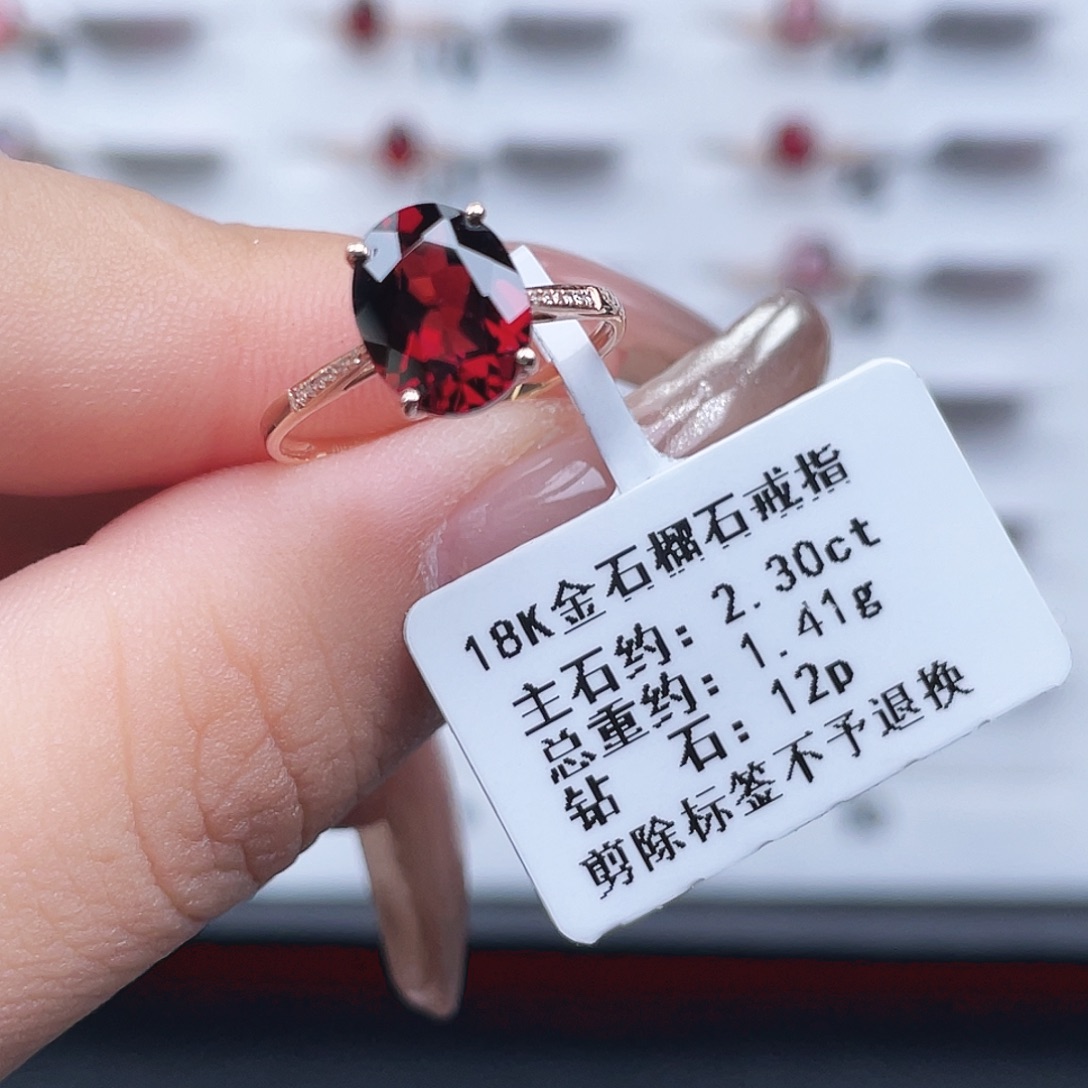 18K金石榴石戒指
主石约: 2.30ct
总重约: 1.41g
钻 石: 12p
剪除标签不予退换